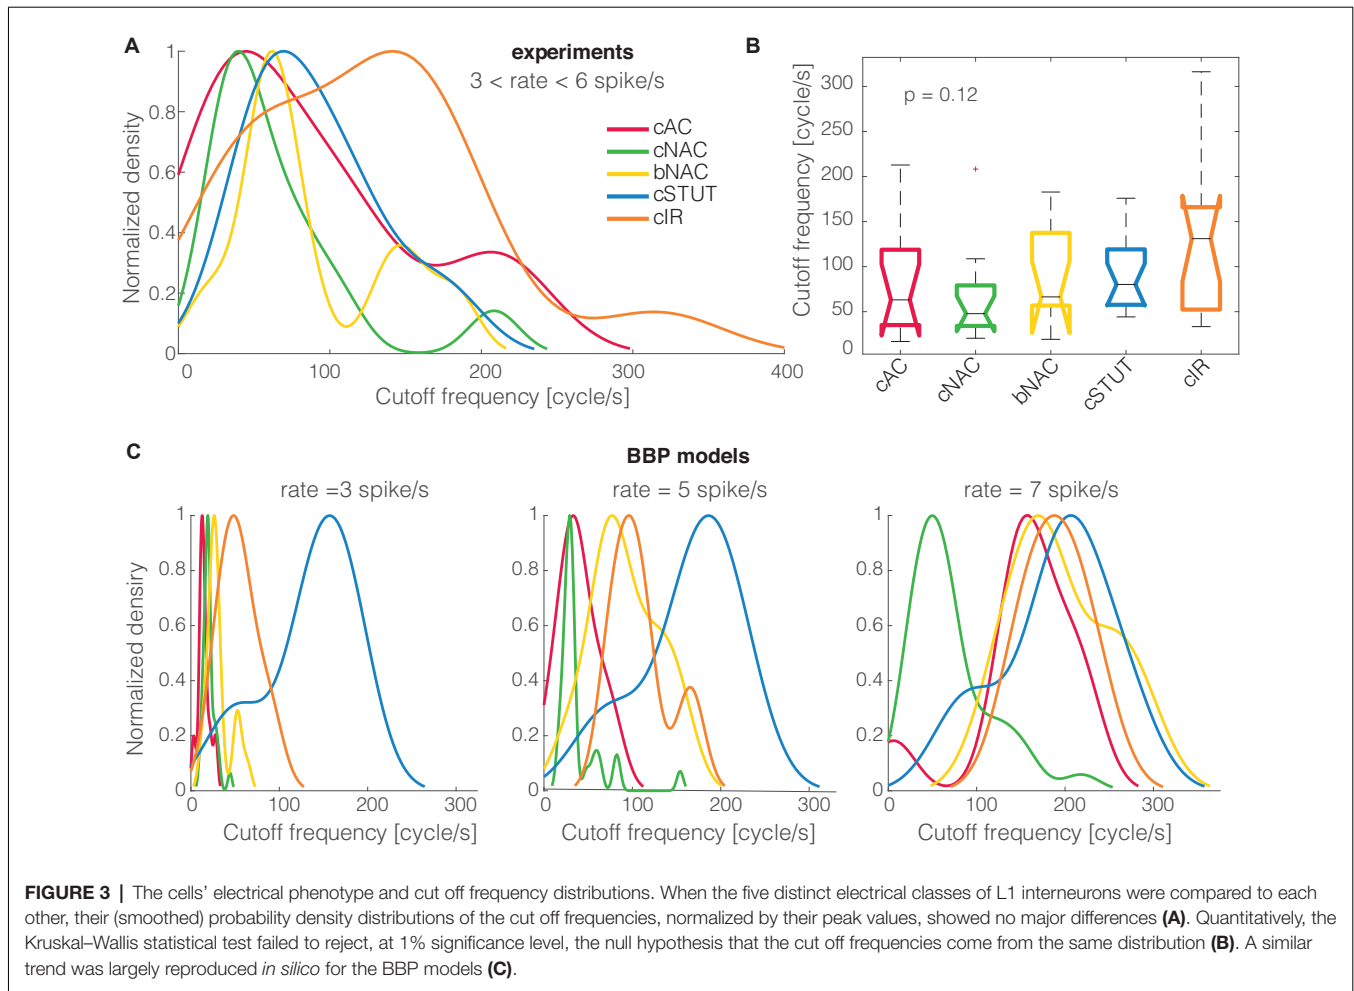 A
experiments
3 < rate < 6 spike/s
cAC
cNAC
bNAC
cSTUT
cIR
Normalized density
1
0.8
0.6
0.4
0.2
0
0
100
200
300
400
Cutoff frequency [cycle/s]
B
p = 0.12
Cutoff frequency [cycle/s]
300
250
200
150
100
50
0
cAC
cNAC
bNAC
cSTUT
cIR
C
BBP models
rate =3 spike/s
rate = 5 spike/s
rate = 7 spike/s
Normalized densiry
1
0.8
0.6
0.4
0.2
0
0
100
200
300
Cutoff frequency [cycle/s]
1
0.8
0.6
0.4
0.2
0
0
100
200
300
Cutoff frequency [cycle/s]
1
0.8
0.6
0.4
0.2
0
0
100
200
300
Cutoff frequency [cycle/s]
FIGURE 3 | The cells' electrical phenotype and cut off frequency distributions. When the five distinct electrical classes of L1 interneurons were compared to each
other, their (smoothed) probability density distributions of the cut off frequencies, normalized by their peak values, showed no major differences (A). Quantitatively, the
Kruskal–Wallis statistical test failed to reject, at 1% significance level, the null hypothesis that the cut off frequencies come from the same distribution (B). A similar
trend was largely reproduced in silico for the BBP models (C).